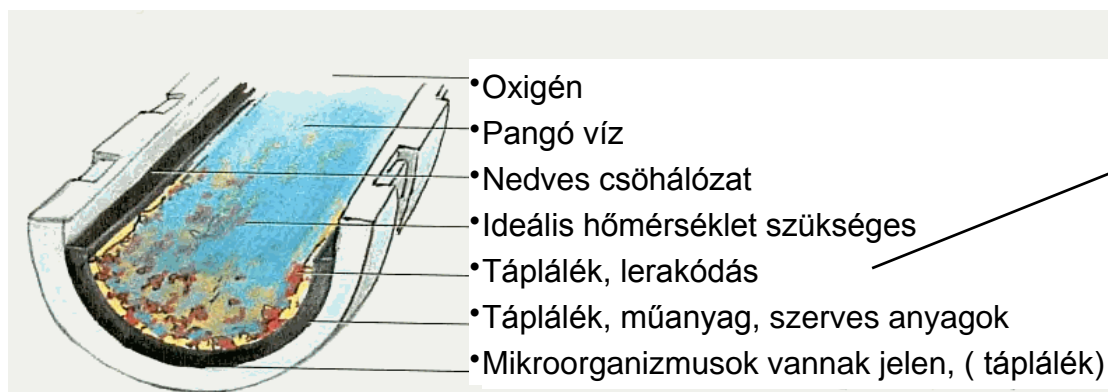 •Oxigén
•Pangó víz
•Nedves csöhálózat
•Ideális hőmérséklet szükséges
•Táplálék, lerakódás
•Táplálék, műanyag, szerves anyagok
•Mikroorganizmusok vannak jelen, ( táplálék)